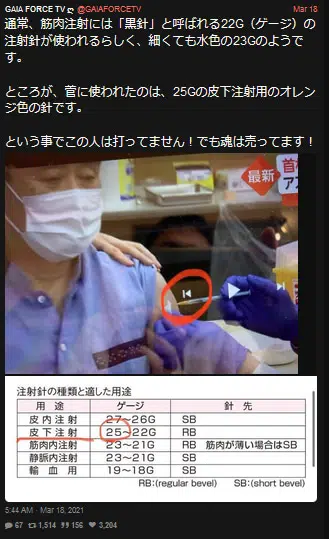 GAIA FORCE TV @GAIAFORCETV Mar 18
通常、筋肉注射には「黒針」と呼ばれる22G(ゲージ)の
注射針が使われるらしく、細くても水色の23Gのようで
す。
ところが、菅に使われたのは、25Gの皮下注射用のオレン
ジ色の針です。
という事でこの人は打ってません!でも魂は売ってます!
最新
注射針の種類と適した用途
用途 ゲージ 針先
皮内注射 27~26G SB
皮下注射 25~22G RB
筋肉内注射 23~21G RB 筋肉が薄い場合はSB
静脈内注射 23~21G SB
輸血用 19~18G SB
RB:(regular bevel) SB:(short bevel)
5:44 AM · Mar 18, 2021
67 1,514 156 3,204